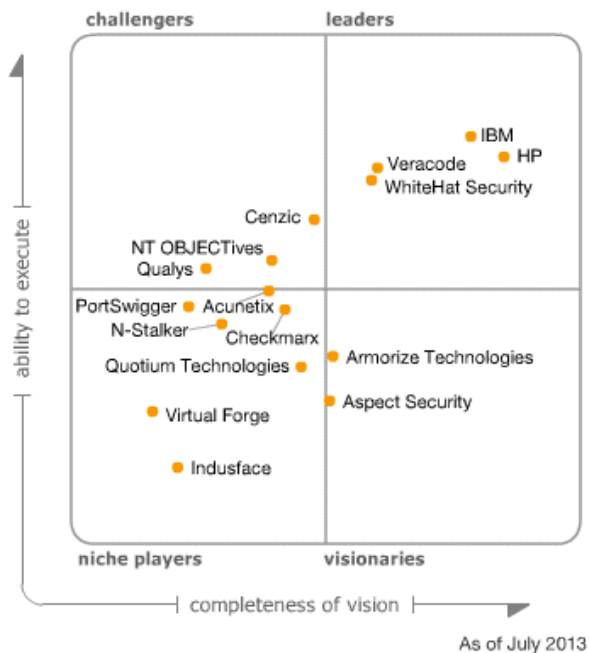 challengers
leaders
IBM
HP
Veracode
WhiteHat Security
Cenzic
NT OBJECTives
Qualys
PortSwigger
Acunetix
N-Stalker
Checkmarx
Quotium Technologies
Armorize Technologies
Aspect Security
Virtual Forge
Indusface
niche players
visionaries
ability to execute
completeness of vision
As of July 2013